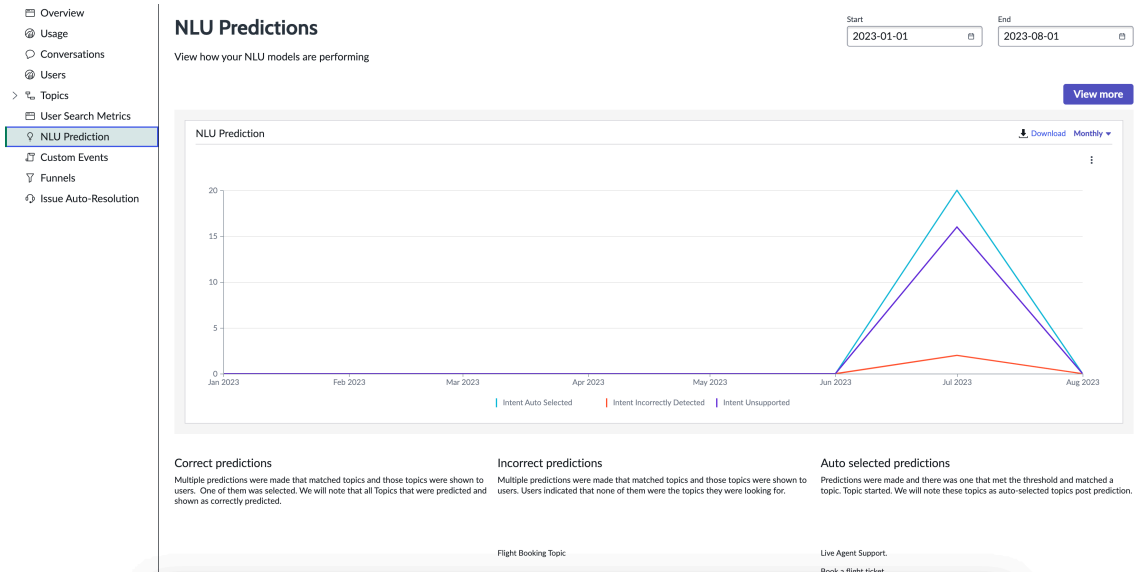 Overview
Usage
Conversations
Users
Topics
User Search Metrics
NLU Prediction
Custom Events
Funnels
Issue Auto-Resolution
NLU Predictions
View how your NLU models are performing
Start
2023-01-01
End
2023-08-01
View more
NLU Prediction
Download Monthly
20
15
10
5
0
Jan 2023 Feb 2023 Mar 2023 Apr 2023 May 2023 Jun 2023 Jul 2023 Aug 2023
Intent Auto Selected Intent Incorrectly Detected Intent Unsupported
Correct predictions
Multiple predictions were made that matched topics and those topics were shown to
users. One of them was selected. We will note that all Topics that were predicted and
shown as correctly predicted.
Incorrect predictions
Multiple predictions were made that matched topics and those topics were shown to
users. Users indicated that none of them were the topics they were looking for.
Flight Booking Topic
Auto selected predictions
Predictions were made and there was one that met the threshold and matched a
topic. Topic started. We will note these topics as auto-selected topics post prediction.
Live Agent Support.
Book a flight ticket